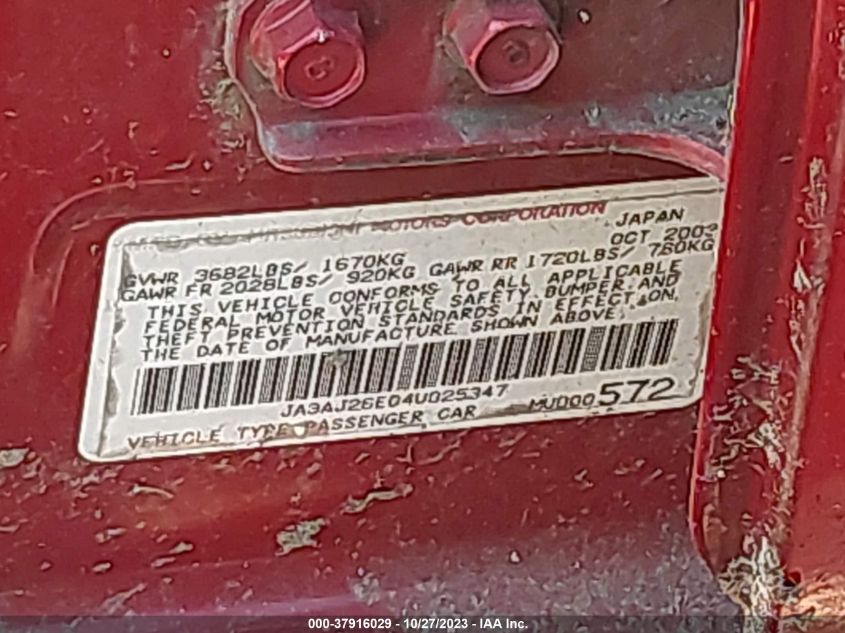 MOTORS CORPORATION
JAPAN
GVWR 3682LBS/ 1670KG OCT 2003
GAWR FR 2028LBS/ 920KG GAWR RR 1720LBS/ 780KG
THIS VEHICLE CONFORMS TO ALL APPLICABLE
FEDERAL MOTOR VEHICLE SAFETY, BUMPER AND
THEFT PREVENTION STANDARDS IN EFFECT ON
THE DATE OF MANUFACTURE SHOWN ABOVE.
JA3AJ26E04U025347
VEHICLE TYPE PASSENGER CAR MU000572
000-37916029 - 10/27/2023 - IAA Inc.